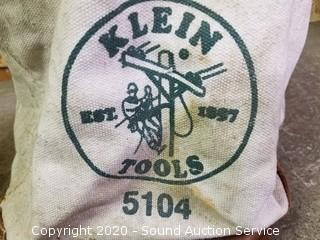 KLEIN
EST. 1857
TOOLS
5104
Copyright 2020 - Sound Auction Service